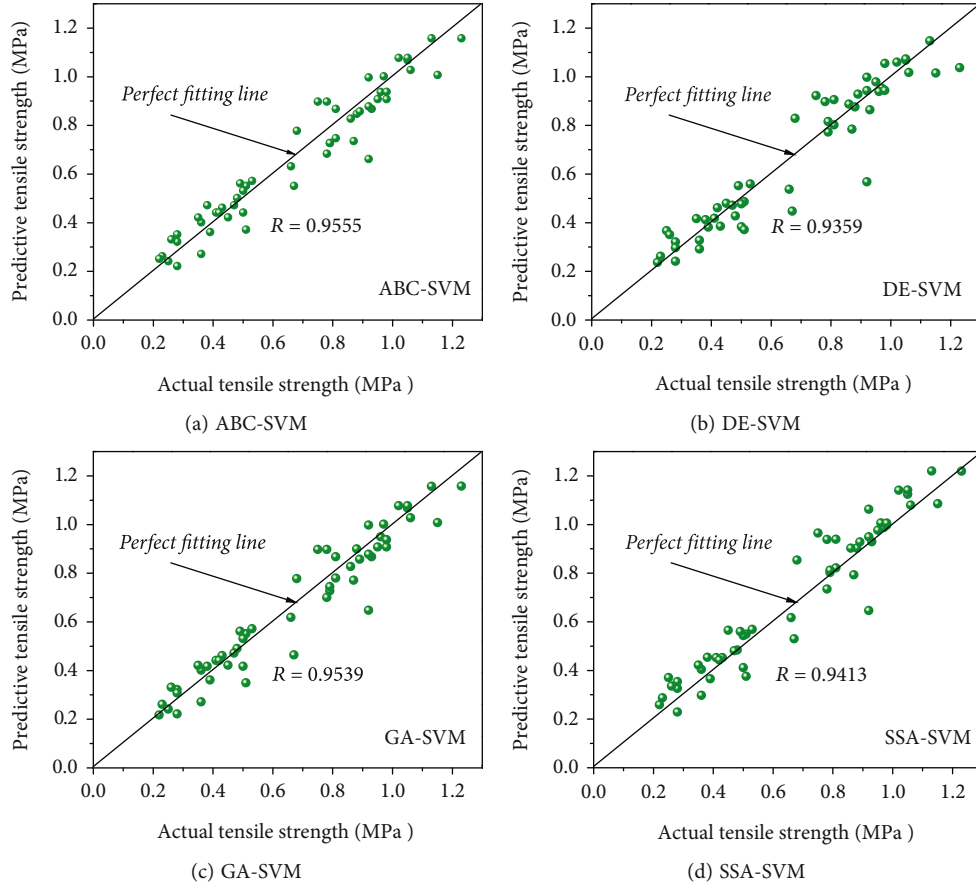 Predictive tensile strength (MPa)
1.2
1.0
0.8
0.6
0.4
0.2
0.0
Perfect fitting line
R = 0.9555
ABC-SVM
0.0 0.2 0.4 0.6 0.8 1.0 1.2
Actual tensile strength (MPa )
(a) ABC-SVM
Predictive tensile strength (MPa)
1.2
1.0
0.8
0.6
0.4
0.2
0.0
Perfect fitting line
R = 0.9359
DE-SVM
0.0 0.2 0.4 0.6 0.8 1.0 1.2
Actual tensile strength (MPa )
(b) DE-SVM
Predictive tensile strength (MPa)
1.2
1.0
0.8
0.6
0.4
0.2
0.0
Perfect fitting line
R = 0.9539
GA-SVM
0.0 0.2 0.4 0.6 0.8 1.0 1.2
Actual tensile strength (MPa )
(c) GA-SVM
Predictive tensile strength (MPa)
1.2
1.0
0.8
0.6
0.4
0.2
0.0
Perfect fitting line
R = 0.9413
SSA-SVM
0.0 0.2 0.4 0.6 0.8 1.0 1.2
Actual tensile strength (MPa )
(d) SSA-SVM